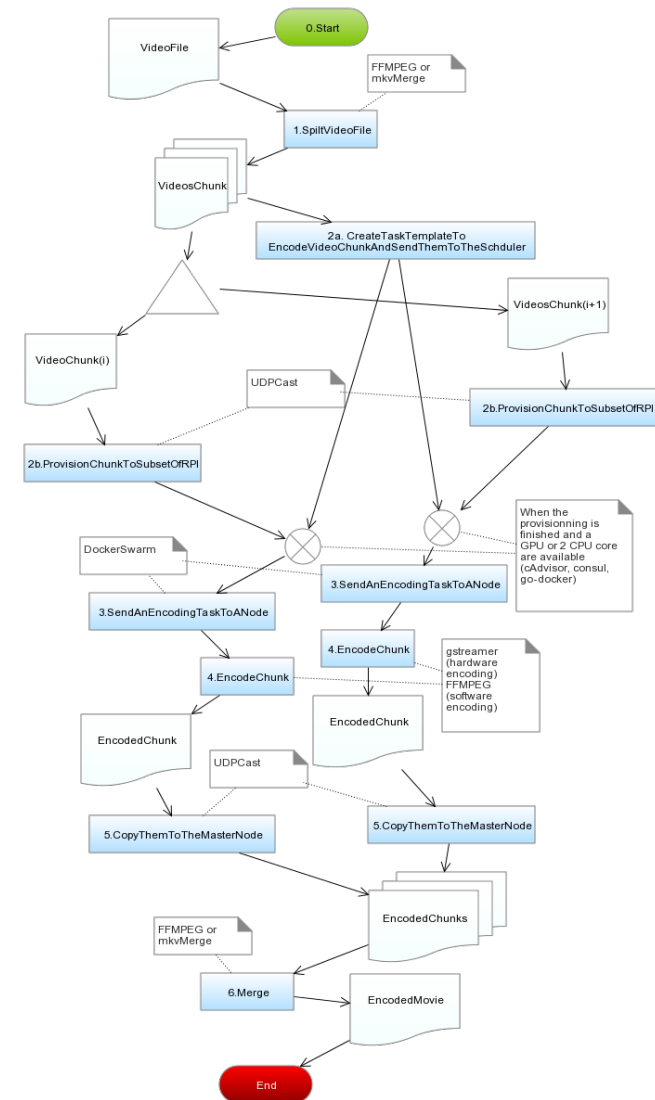 0.Start
VideoFile
FFMPEG or
mkvMerge
1.SpiltVideoFile
VideosChunk
2a. CreateTaskTemplateTo
EncodeVideoChunkAndSendThemToTheSchduler
VideosChunk(i+1)
VideoChunk(i)
UDPCast
2b.ProvisionChunkToSubsetOfRPI
2b.ProvisionChunkToSubsetOfRPI
When the
provisionning is
finished and a
GPU or 2 CPU core
are available
(cAdvisor, consul,
go-docker)
DockerSwarm
3.SendAnEncodingTaskToANode
3.SendAnEncodingTaskToANode
4.EncodeChunk
gstreamer
(hardware
encoding)
FFMPEG
(software
encoding)
4.EncodeChunk
EncodedChunk
EncodedChunk
UDPCast
5.CopyThemToTheMasterNode
5.CopyThemToTheMasterNode
EncodedChunks
FFMPEG or
mkvMerge
6.Merge
EncodedMovie
End